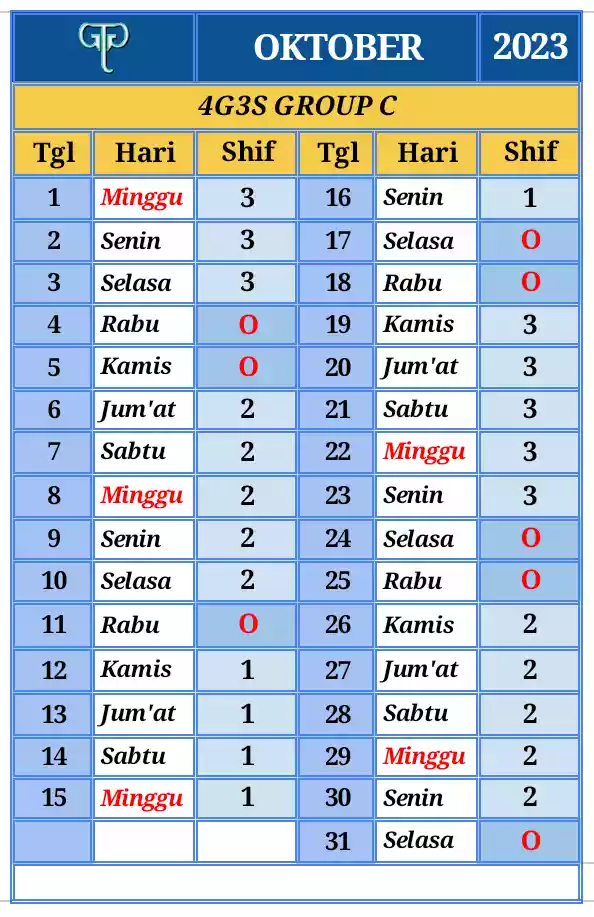 OKTOBER 2023
4G3S GROUP C
Tgl Hari Shif Tgl Hari Shif
1 Minggu 3 16 Senin 1
2 Senin 3 17 Selasa O
3 Selasa 3 18 Rabu O
4 Rabu O 19 Kamis 3
5 Kamis O 20 Jum'at 3
6 Jum'at 2 21 Sabtu 3
7 Sabtu 2 22 Minggu 3
8 Minggu 2 23 Senin 3
9 Senin 2 24 Selasa O
10 Selasa 2 25 Rabu O
11 Rabu O 26 Kamis 2
12 Kamis 1 27 Jum'at 2
13 Jum'at 1 28 Sabtu 2
14 Sabtu 1 29 Minggu 2
15 Minggu 1 30 Senin 2
31 Selasa O